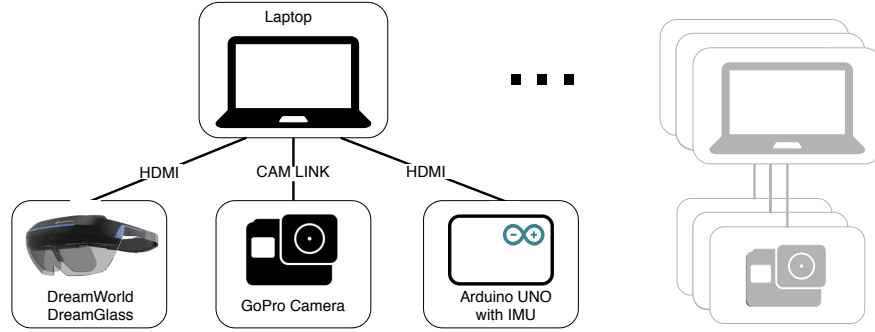 Laptop
HDMI
CAM LINK
HDMI
DreamWorld
DreamGlass
GoPro Camera
Arduino UNO
with IMU